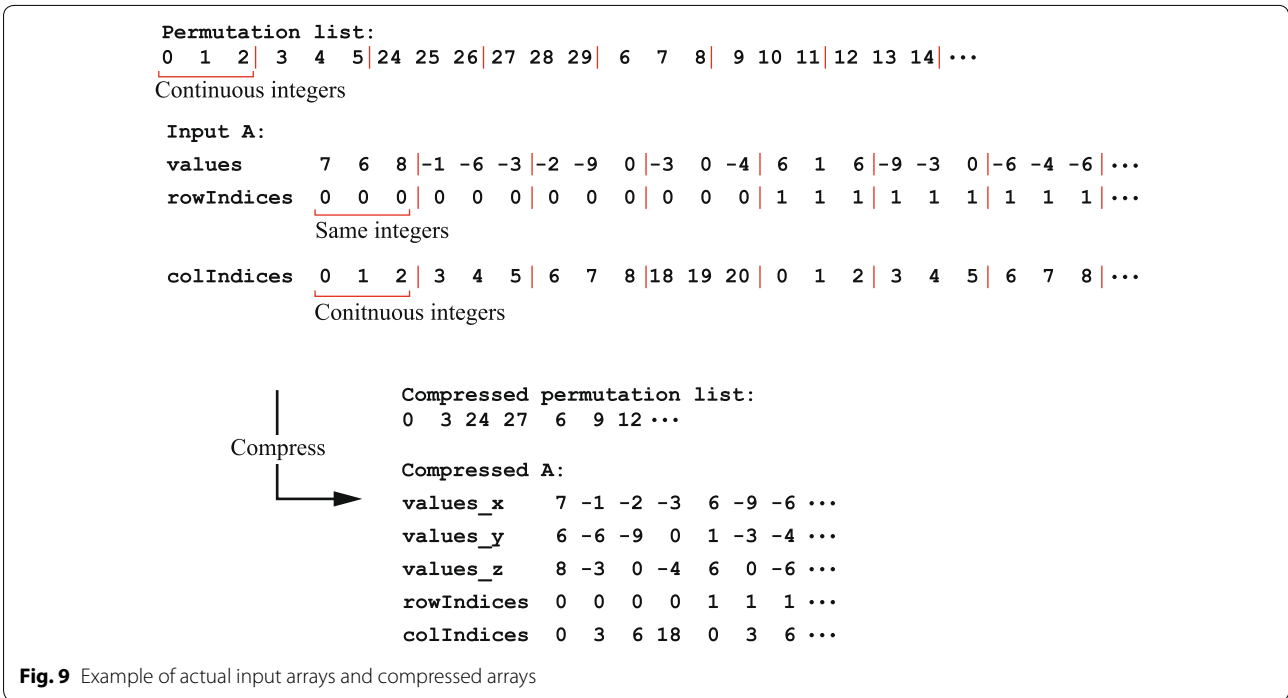 Permutation list:
0 1 2| 3 4 5|24 25 26|27 28 29| 6 7 8| 9 10 11|12 13 14| ···
Continuous integers
Input A:
values 7 6 8 |-1 -6 -3 |-2 -9 0 |-3 0 -4 | 6 1 6 |-9 -3 0 |-6 -4 -6 | ···
rowIndices 0 0 0 | 0 0 0 | 0 0 0 | 0 0 0 | 1 1 1 | 1 1 1 | 1 1 1 | ···
Same integers
colIndices 0 1 2 | 3 4 5 | 6 7 8 |18 19 20 | 0 1 2 | 3 4 5 | 6 7 8 | ···
Conitnuous integers
Compressed permutation list:
0 3 24 27 6 9 12 ···
Compress
Compressed A:
values_x 7 -1 -2 -3 6 -9 -6 ···
values_y 6 -6 -9 0 1 -3 -4 ···
values_z 8 -3 0 -4 6 0 -6 ···
rowIndices 0 0 0 0 1 1 1 ···
colIndices 0 3 6 18 0 3 6 ···
Fig. 9 Example of actual input arrays and compressed arrays